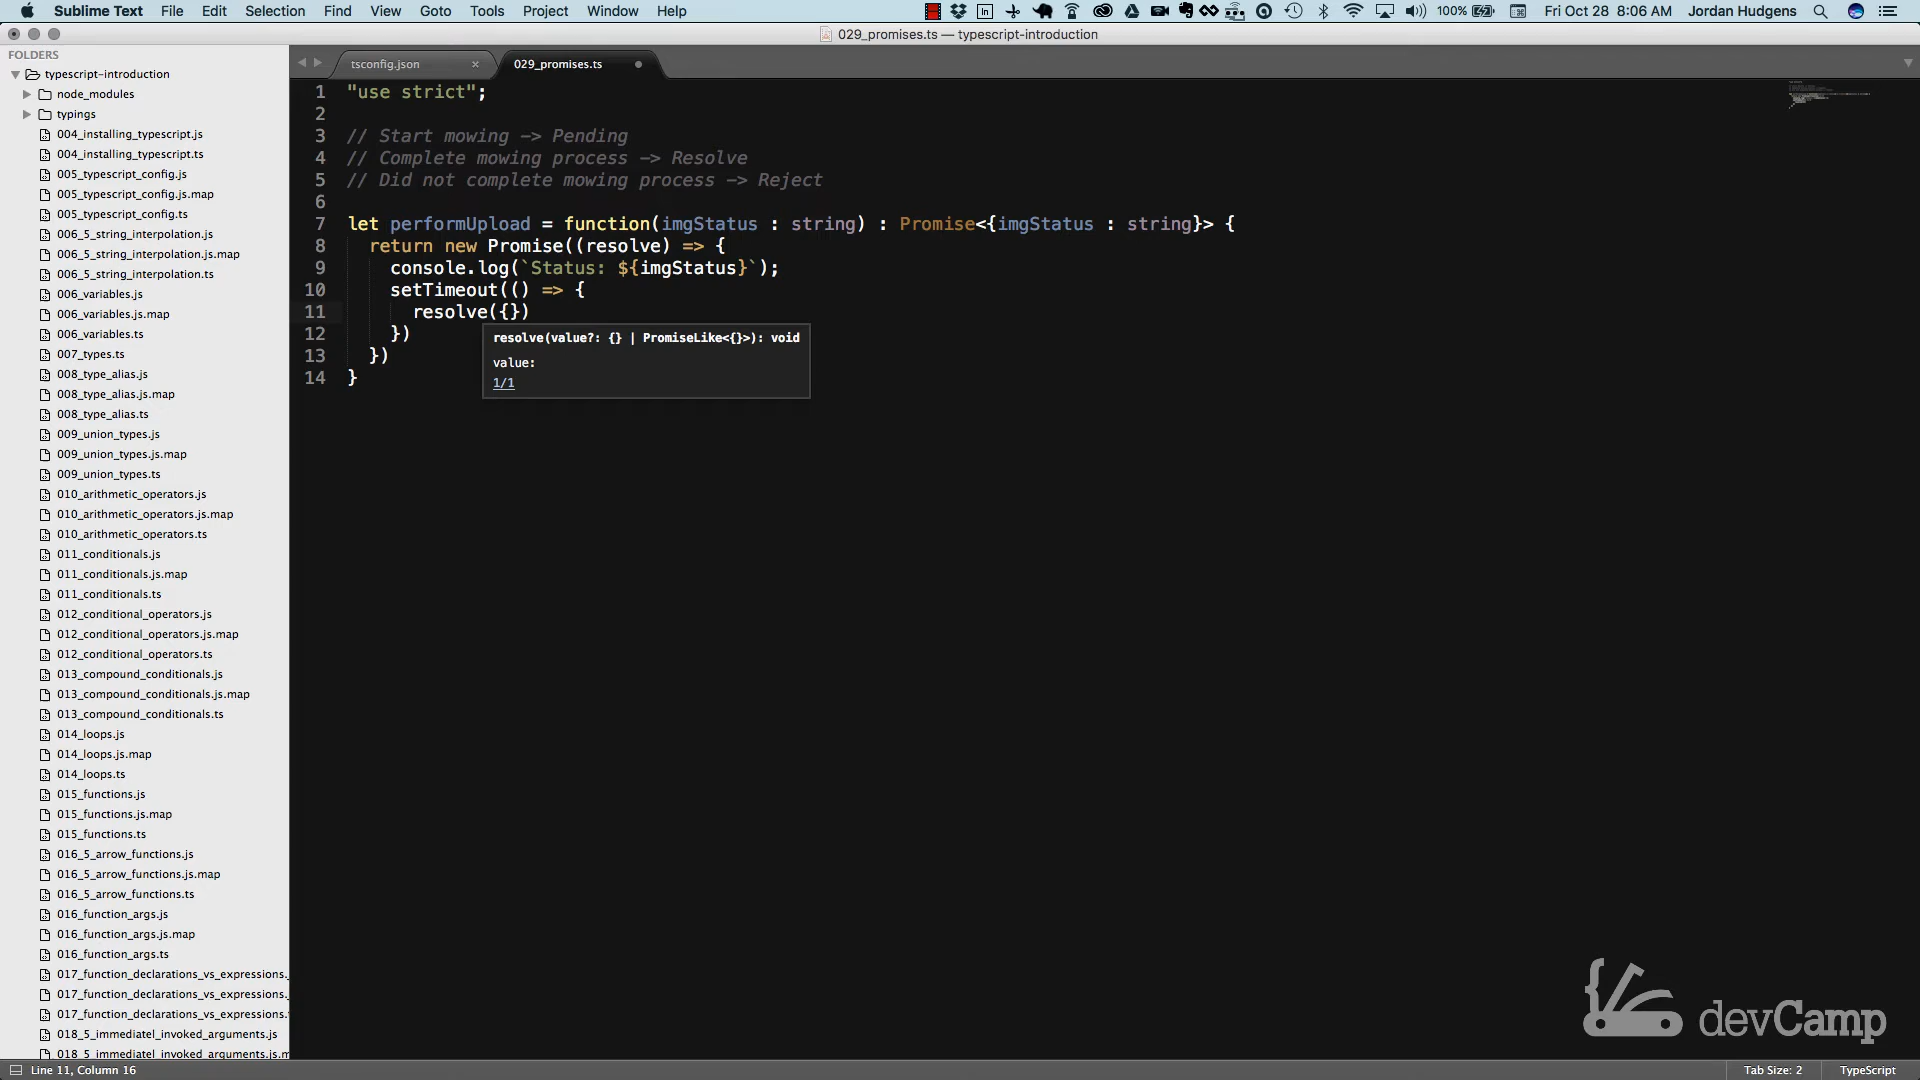 Sublime Text File Edit Selection Find View Goto Tools Project Window Help 100% Fri Oct 28 8:06 AM Jordan Hudgens
029_promises.ts — typescript-introduction
FOLDERS
typescript-introduction
node_modules
typings
004_installing_typescript.js
004_installing_typescript.ts
005_typescript_config.js
005_typescript_config.js.map
005_typescript_config.ts
006_5_string_interpolation.js
006_5_string_interpolation.js.map
006_5_string_interpolation.ts
006_variables.js
006_variables.js.map
006_variables.ts
007_types.ts
008_type_alias.js
008_type_alias.js.map
008_type_alias.ts
009_union_types.js
009_union_types.js.map
009_union_types.ts
010_arithmetic_operators.js
010_arithmetic_operators.js.map
010_arithmetic_operators.ts
011_conditionals.js
011_conditionals.js.map
011_conditionals.ts
012_conditional_operators.js
012_conditional_operators.js.map
012_conditional_operators.ts
013_compound_conditionals.js
013_compound_conditionals.js.map
013_compound_conditionals.ts
014_loops.js
014_loops.js.map
014_loops.ts
015_functions.js
015_functions.js.map
015_functions.ts
016_5_arrow_functions.js
016_5_arrow_functions.js.map
016_5_arrow_functions.ts
016_function_args.js
016_function_args.js.map
016_function_args.ts
017_function_declarations_vs_expressions.
017_function_declarations_vs_expressions.
017_function_declarations_vs_expressions.
018_5_immediatel_invoked_arguments.js
018_5_immediatel_invoked_arguments.js.m
tsconfig.json × 029_promises.ts
1 "use strict";
2
3 // Start mowing -> Pending
4 // Complete mowing process -> Resolve
5 // Did not complete mowing process -> Reject
6
7 let performUpload = function(imgStatus : string) : Promise<{imgStatus : string}> {
8 return new Promise((resolve) => {
9 console.log(`Status: ${imgStatus}`);
10 setTimeout(() => {
11 resolve({})
12 })
13 })
14 }
resolve(value?: {} | PromiseLike<{}>): void
value:
1/1
devCamp
Line 11, Column 16 Tab Size: 2 TypeScript